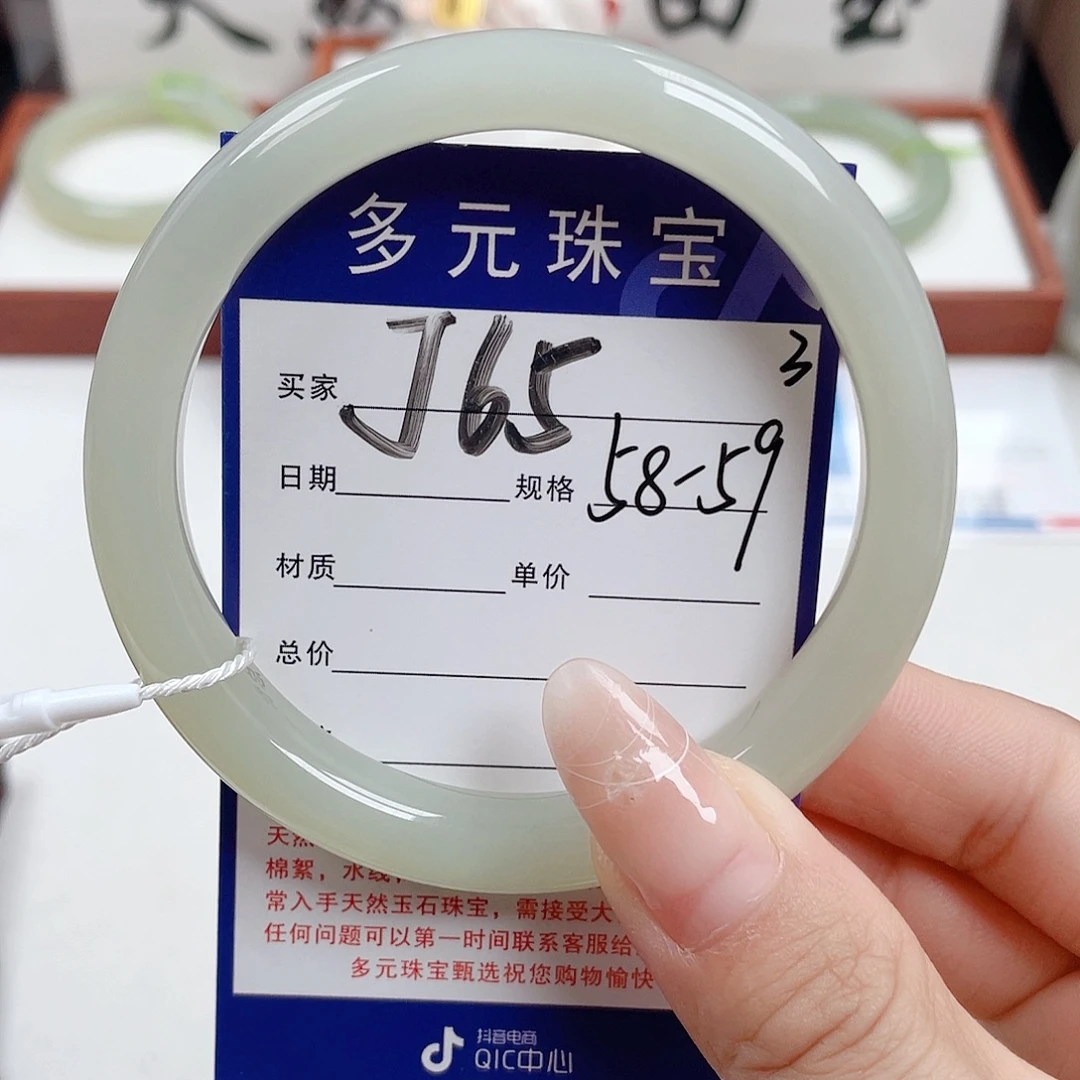 多元珠宝
3
买家 J65
日期 规格 58-59
材质 单价
总价
天然
棉絮，水线，
常入手天然玉石珠宝，需接受大
任何问题可以第一时间联系客服给
多元珠宝甄选祝您购物愉快
抖音电商
QIC中心